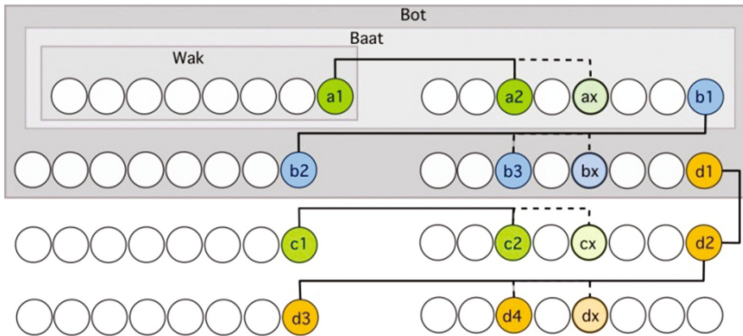 Bot
Baat
Wak
a1 a2 ax b1
b2 b3 bx d1
c1 c2 cx d2
d3 d4 dx